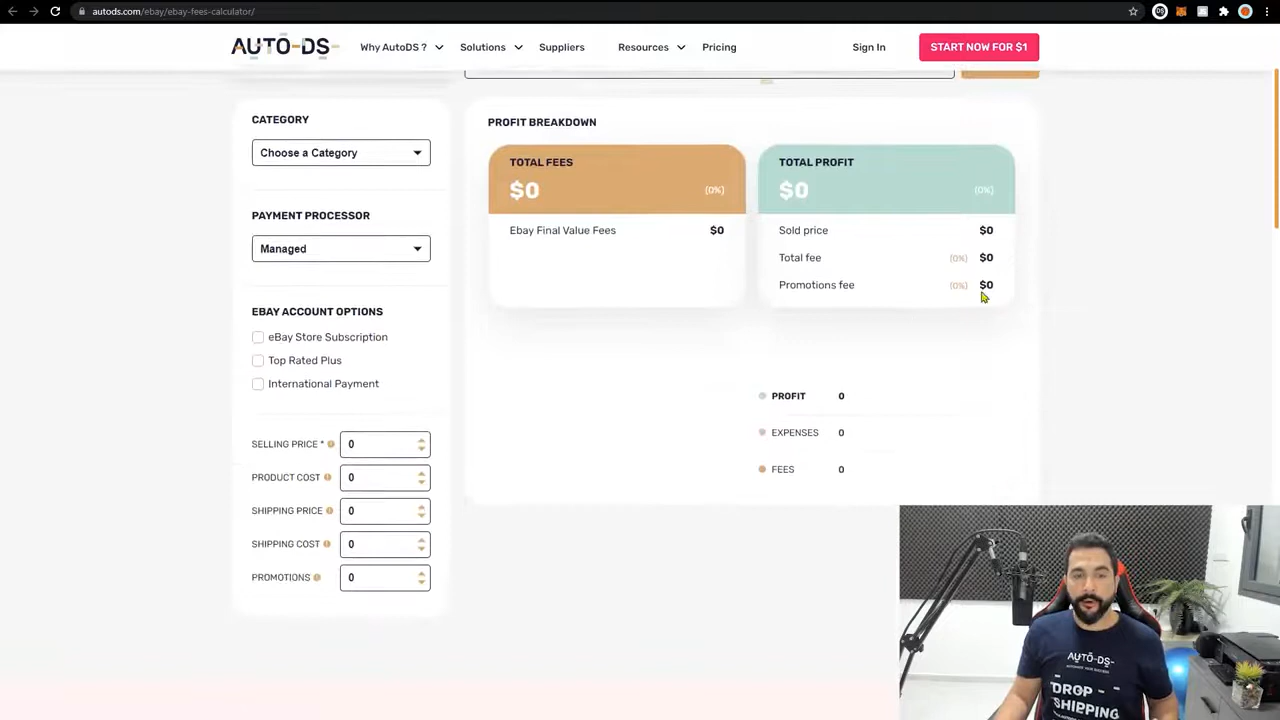 autods.com/ebay/ebay-fees-calculator/
AUTO-DS
Why AutoDS ?
Solutions
Suppliers
Resources
Pricing
Sign In
START NOW FOR $1
CATEGORY
Choose a Category
PAYMENT PROCESSOR
Managed
EBAY ACCOUNT OPTIONS
eBay Store Subscription
Top Rated Plus
International Payment
SELLING PRICE * 0
PRODUCT COST 0
SHIPPING PRICE 0
SHIPPING COST 0
PROMOTIONS 0
PROFIT BREAKDOWN
TOTAL FEES
$0 (0%)
Ebay Final Value Fees $0
TOTAL PROFIT
$0 (0%)
Sold price $0
Total fee (0%) $0
Promotions fee (0%) $0
PROFIT 0
EXPENSES 0
FEES 0
AUTO-DS
DROP
SHIPPING